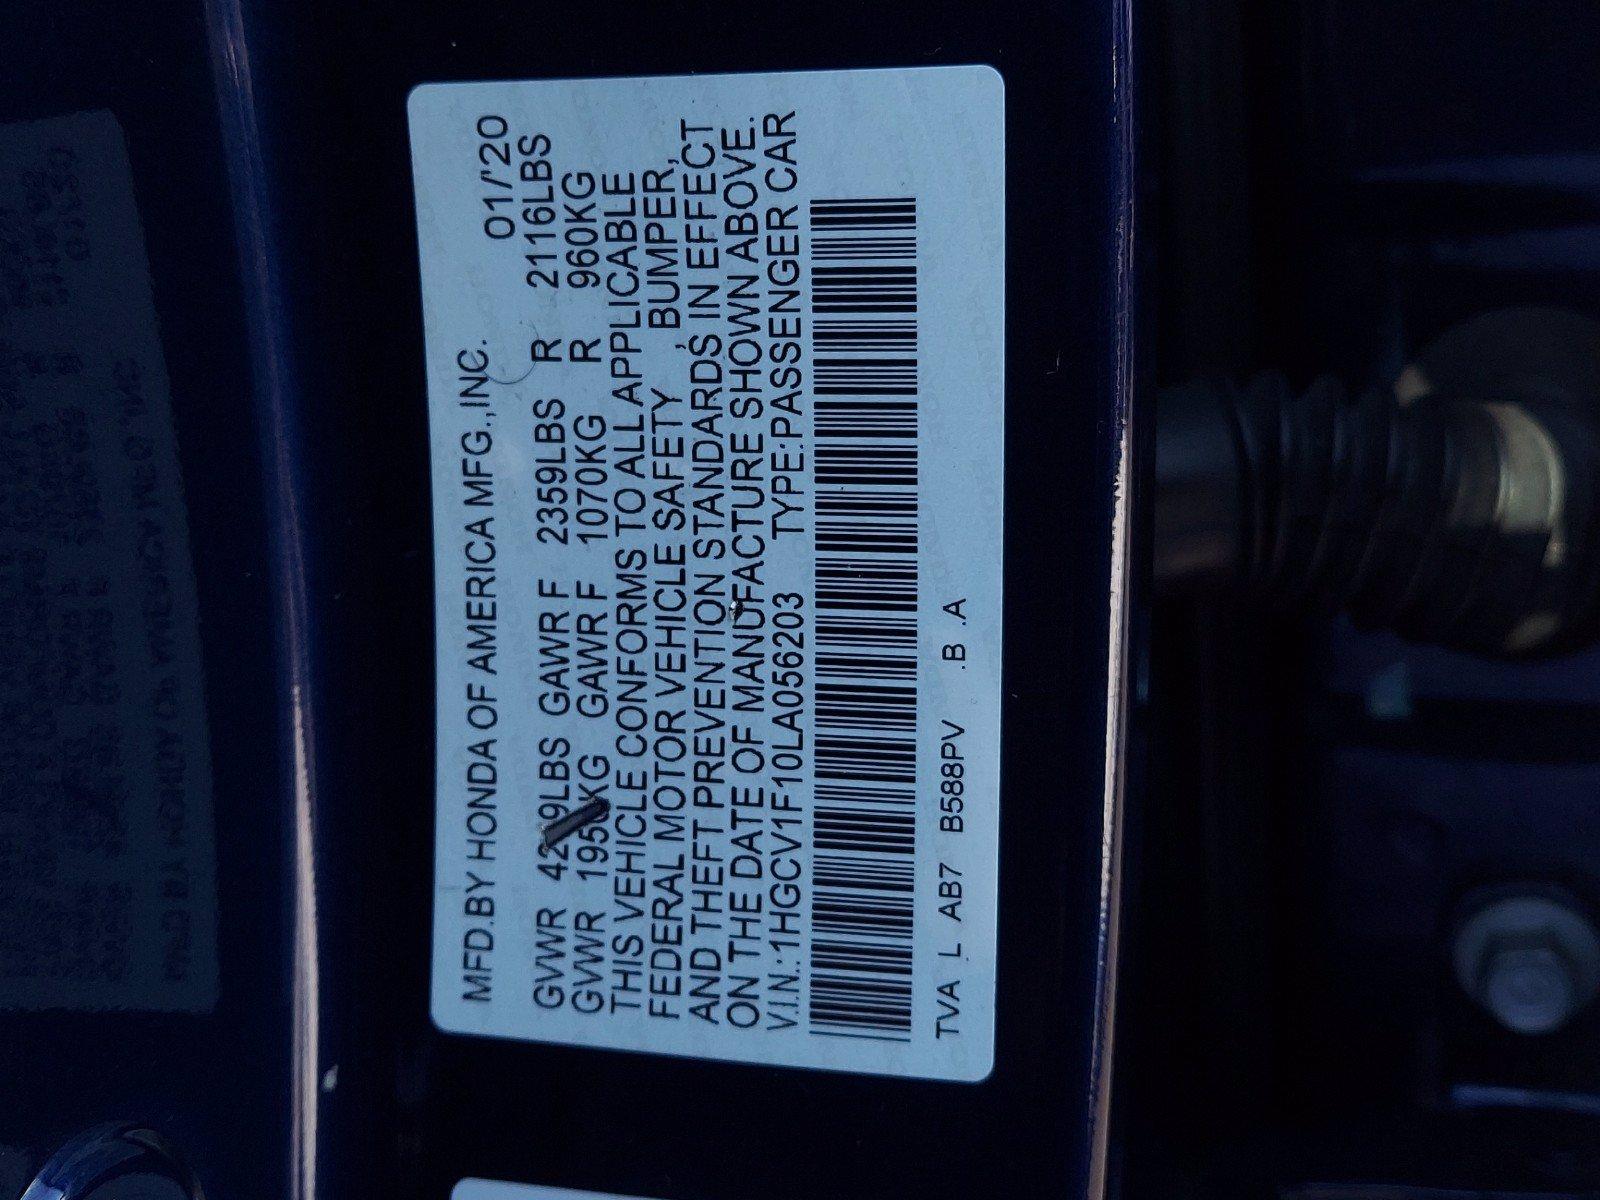 MFD.BY HONDA OF AMERICA MFG.,INC.
01/'20
GVWR GAWR F 2359LBS R 2116LBS
GVWR GAWR F 1070KG R 960KG
THIS VEHICLE CONFORMS TO ALL APPLICABLE
FEDERAL MOTOR VEHICLE SAFETY , BUMPER,
AND THEFT PREVENTION STANDARDS IN EFFECT
ON THE DATE OF MANUFACTURE SHOWN ABOVE.
V.I.N.:1HGCV1F10LA056203 TYPE:PASSENGER CAR
TVA L AB7 B588PV .B .A